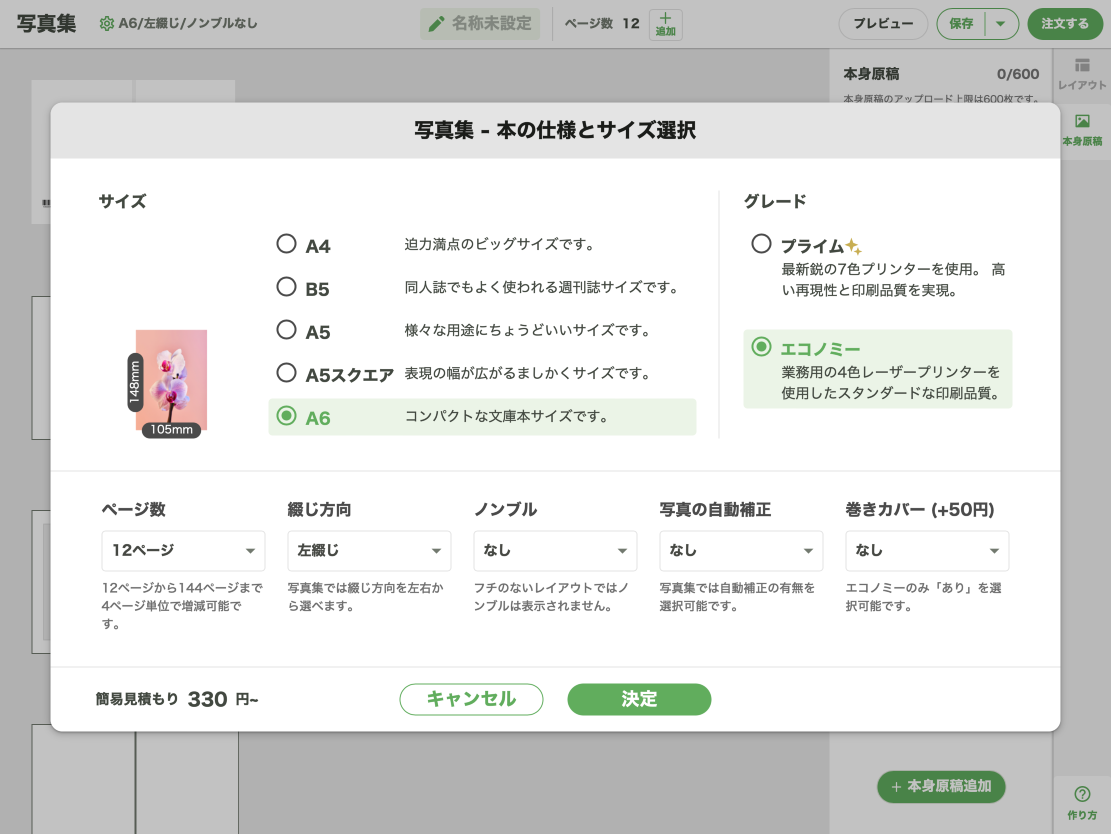 写真集
A6/左綴じ/ノンブルなし
名称未設定
ページ数 12
追加
プレビュー
保存
注文する
本身原稿 0/600
本身原稿のアップロード上限は600枚です。
レイアウト
本身原稿
写真集 - 本の仕様とサイズ選択
サイズ
148mm
105mm
A4 迫力満点のビッグサイズです。
B5 同人誌でもよく使われる週刊誌サイズです。
A5 様々な用途にちょうどいいサイズです。
A5スクエア 表現の幅が広がるましかくサイズです。
A6 コンパクトな文庫本サイズです。
グレード
プライム
最新鋭の7色プリンターを使用。 高
い再現性と印刷品質を実現。
エコノミー
業務用の4色レーザープリンターを
使用したスタンダードな印刷品質。
ページ数
12ページ
12ページから144ページまで
4ページ単位で増減可能で
す。
綴じ方向
左綴じ
写真集では綴じ方向を左右か
ら選べます。
ノンブル
なし
フチのないレイアウトではノ
ンブルは表示されません。
写真の自動補正
なし
写真集では自動補正の有無を
選択可能です。
巻きカバー (+50円)
なし
エコノミーのみ「あり」を選
択可能です。
簡易見積もり 330 円~
キャンセル
決定
+ 本身原稿追加
作り方